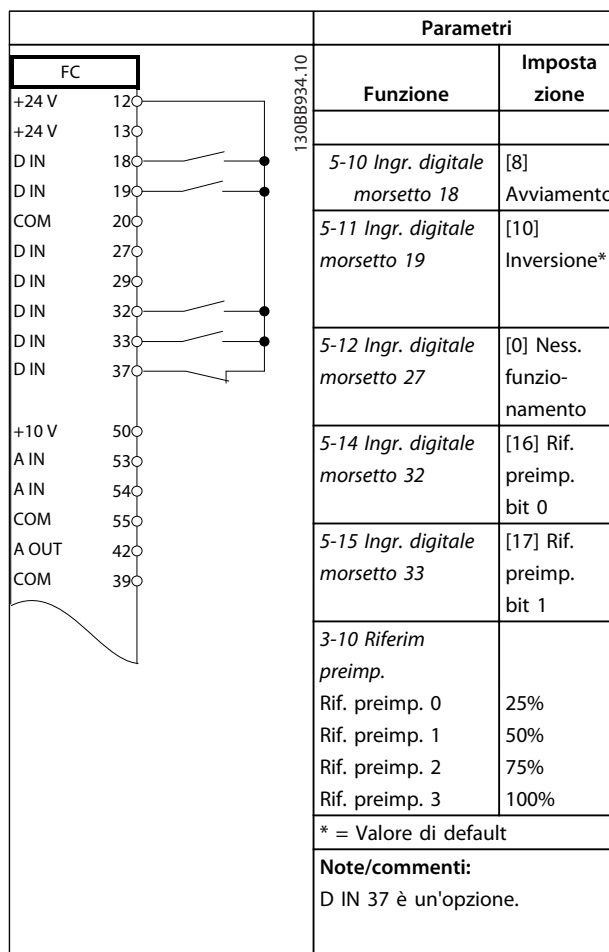 FC
+24 V 12
+24 V 13
D IN 18
D IN 19
COM 20
D IN 27
D IN 29
D IN 32
D IN 33
D IN 37
+10 V 50
A IN 53
A IN 54
COM 55
A OUT 42
COM 39
130BB934.10
Parametri
Funzione
Imposta
zione
5-10 Ingr. digitale
morsetto 18
[8]
Avviamento
5-11 Ingr. digitale
morsetto 19
[10]
Inversione*
5-12 Ingr. digitale
morsetto 27
[0] Ness.
funzio-
namento
5-14 Ingr. digitale
morsetto 32
[16] Rif.
preimp.
bit 0
5-15 Ingr. digitale
morsetto 33
[17] Rif.
preimp.
bit 1
3-10 Riferim
preimp.
Rif. preimp. 0 25%
Rif. preimp. 1 50%
Rif. preimp. 2 75%
Rif. preimp. 3 100%
* = Valore di default
Note/commenti:
D IN 37 è un'opzione.